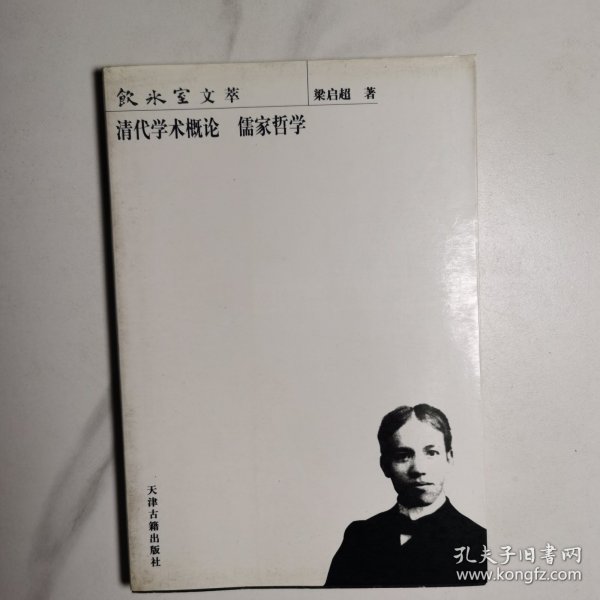 飲氷室文萃
梁启超 著
清代学术概论 儒家哲学
天津古籍出版社
孔夫子旧书网
www.kongfz.com